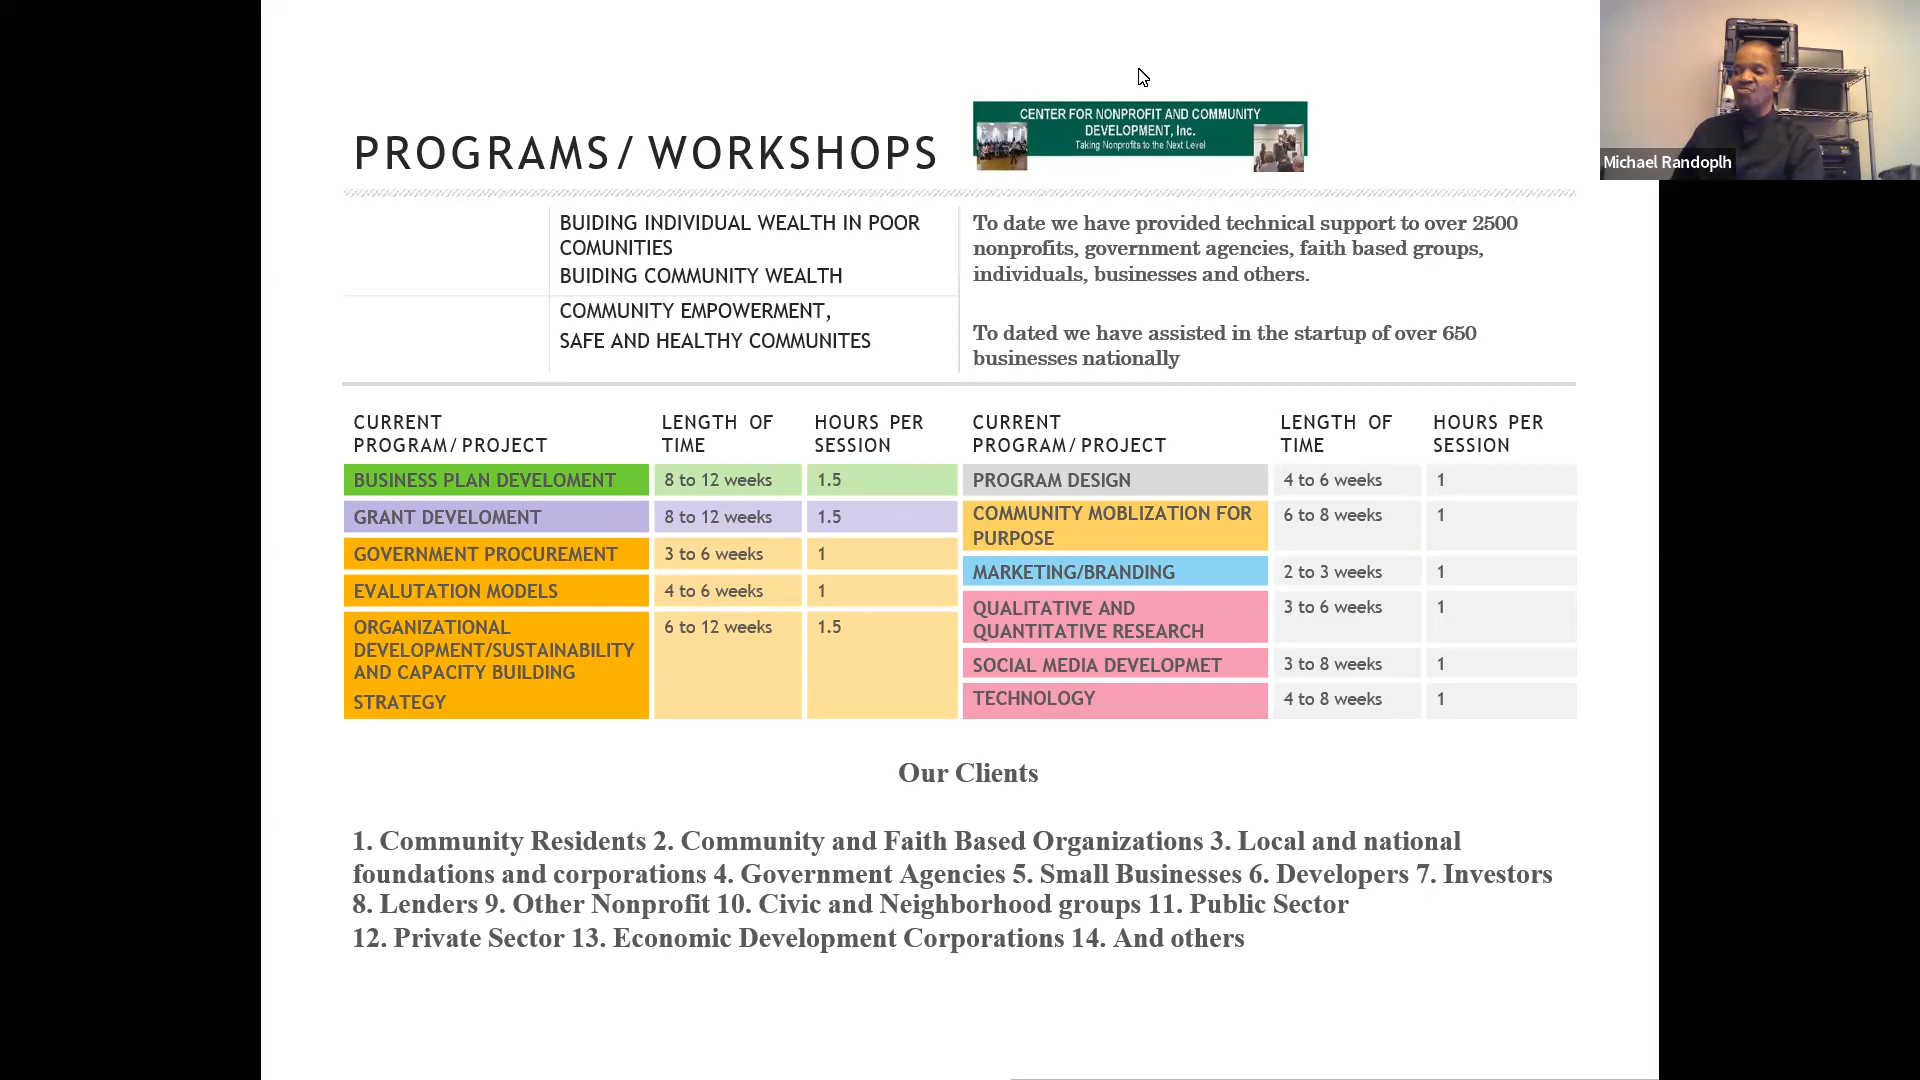 PROGRAMS/ WORKSHOPS
CENTER FOR NONPROFIT AND COMMUNITY
DEVELOPMENT, Inc.
Taking Nonprofits to the Next Level
Michael Randoplh
BUIDING INDIVIDUAL WEALTH IN POOR
COMUNITIES
BUIDING COMMUNITY WEALTH
COMMUNITY EMPOWERMENT,
SAFE AND HEALTHY COMMUNITES
To date we have provided technical support to over 2500
nonprofits, government agencies, faith based groups,
individuals, businesses and others.
To dated we have assisted in the startup of over 650
businesses nationally
CURRENT
PROGRAM/ PROJECT
LENGTH OF
TIME
HOURS PER
SESSION
BUSINESS PLAN DEVELOMENT
8 to 12 weeks
1.5
GRANT DEVELOMENT
8 to 12 weeks
1.5
GOVERNMENT PROCUREMENT
3 to 6 weeks
1
EVALUTATION MODELS
4 to 6 weeks
1
ORGANIZATIONAL
DEVELOPMENT/SUSTAINABILITY
AND CAPACITY BUILDING
STRATEGY
6 to 12 weeks
1.5
CURRENT
PROGRAM/ PROJECT
LENGTH OF
TIME
HOURS PER
SESSION
PROGRAM DESIGN
4 to 6 weeks
1
COMMUNITY MOBLIZATION FOR
PURPOSE
6 to 8 weeks
1
MARKETING/BRANDING
2 to 3 weeks
1
QUALITATIVE AND
QUANTITATIVE RESEARCH
3 to 6 weeks
1
SOCIAL MEDIA DEVELOPMET
3 to 8 weeks
1
TECHNOLOGY
4 to 8 weeks
1
Our Clients
1. Community Residents 2. Community and Faith Based Organizations 3. Local and national
foundations and corporations 4. Government Agencies 5. Small Businesses 6. Developers 7. Investors
8. Lenders 9. Other Nonprofit 10. Civic and Neighborhood groups 11. Public Sector
12. Private Sector 13. Economic Development Corporations 14. And others